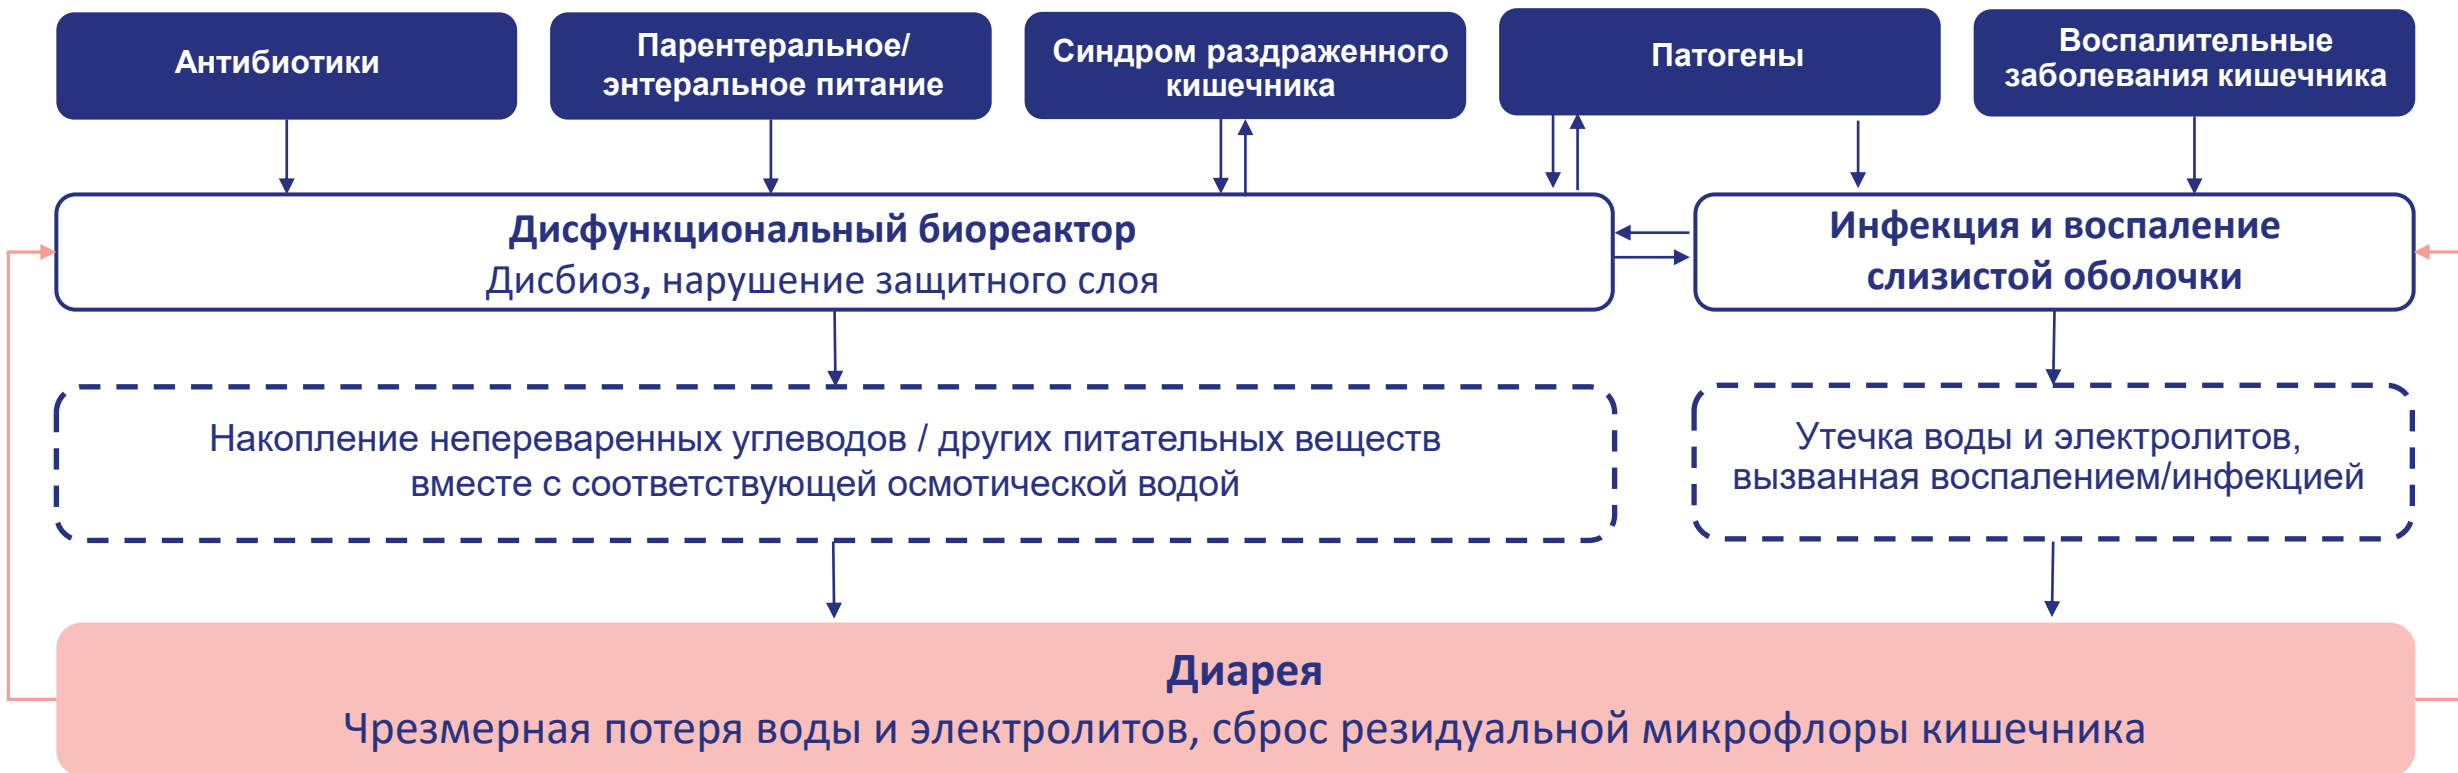 Антибиотики
Парентеральное/
энтеральное питание
Синдром раздраженного
кишечника
Патогены
Воспалительные
заболевания кишечника
Дисфункциональный биореактор
Дисбиоз, нарушение защитного слоя
Инфекция и воспаление
слизистой оболочки
Накопление непереваренных углеводов / других питательных веществ
вместе с соответствующей осмотической водой
Утечка воды и электролитов,
вызванная воспалением/инфекцией
Диарея
Чрезмерная потеря воды и электролитов, сброс резидуальной микрофлоры кишечника